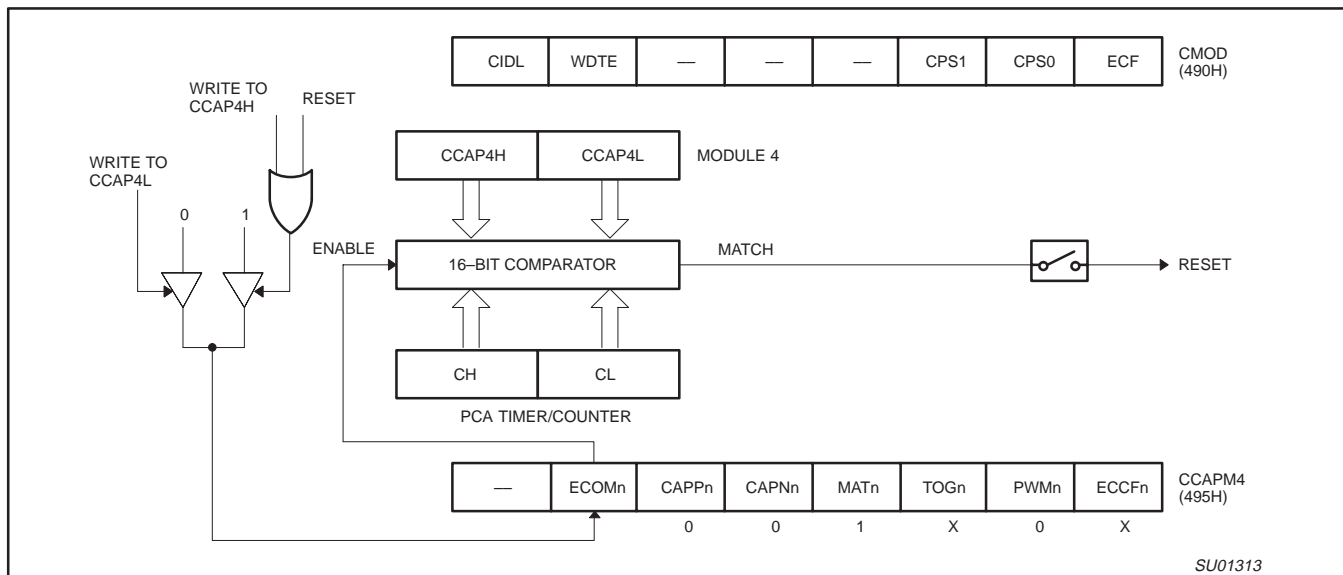 CIDL WDTE — — — CPS1 CPS0 ECF
CMOD
(490H)
WRITE TO
CCAP4H
RESET
CCAP4H CCAP4L
MODULE 4
WRITE TO
CCAP4L
0 1
ENABLE
16–BIT COMPARATOR
MATCH
RESET
CH CL
PCA TIMER/COUNTER
— ECOMn CAPPn CAPNn MATn TOGn PWMn ECCFn
CCAPM4
(495H)
0 0 1 X 0 X
SU01313